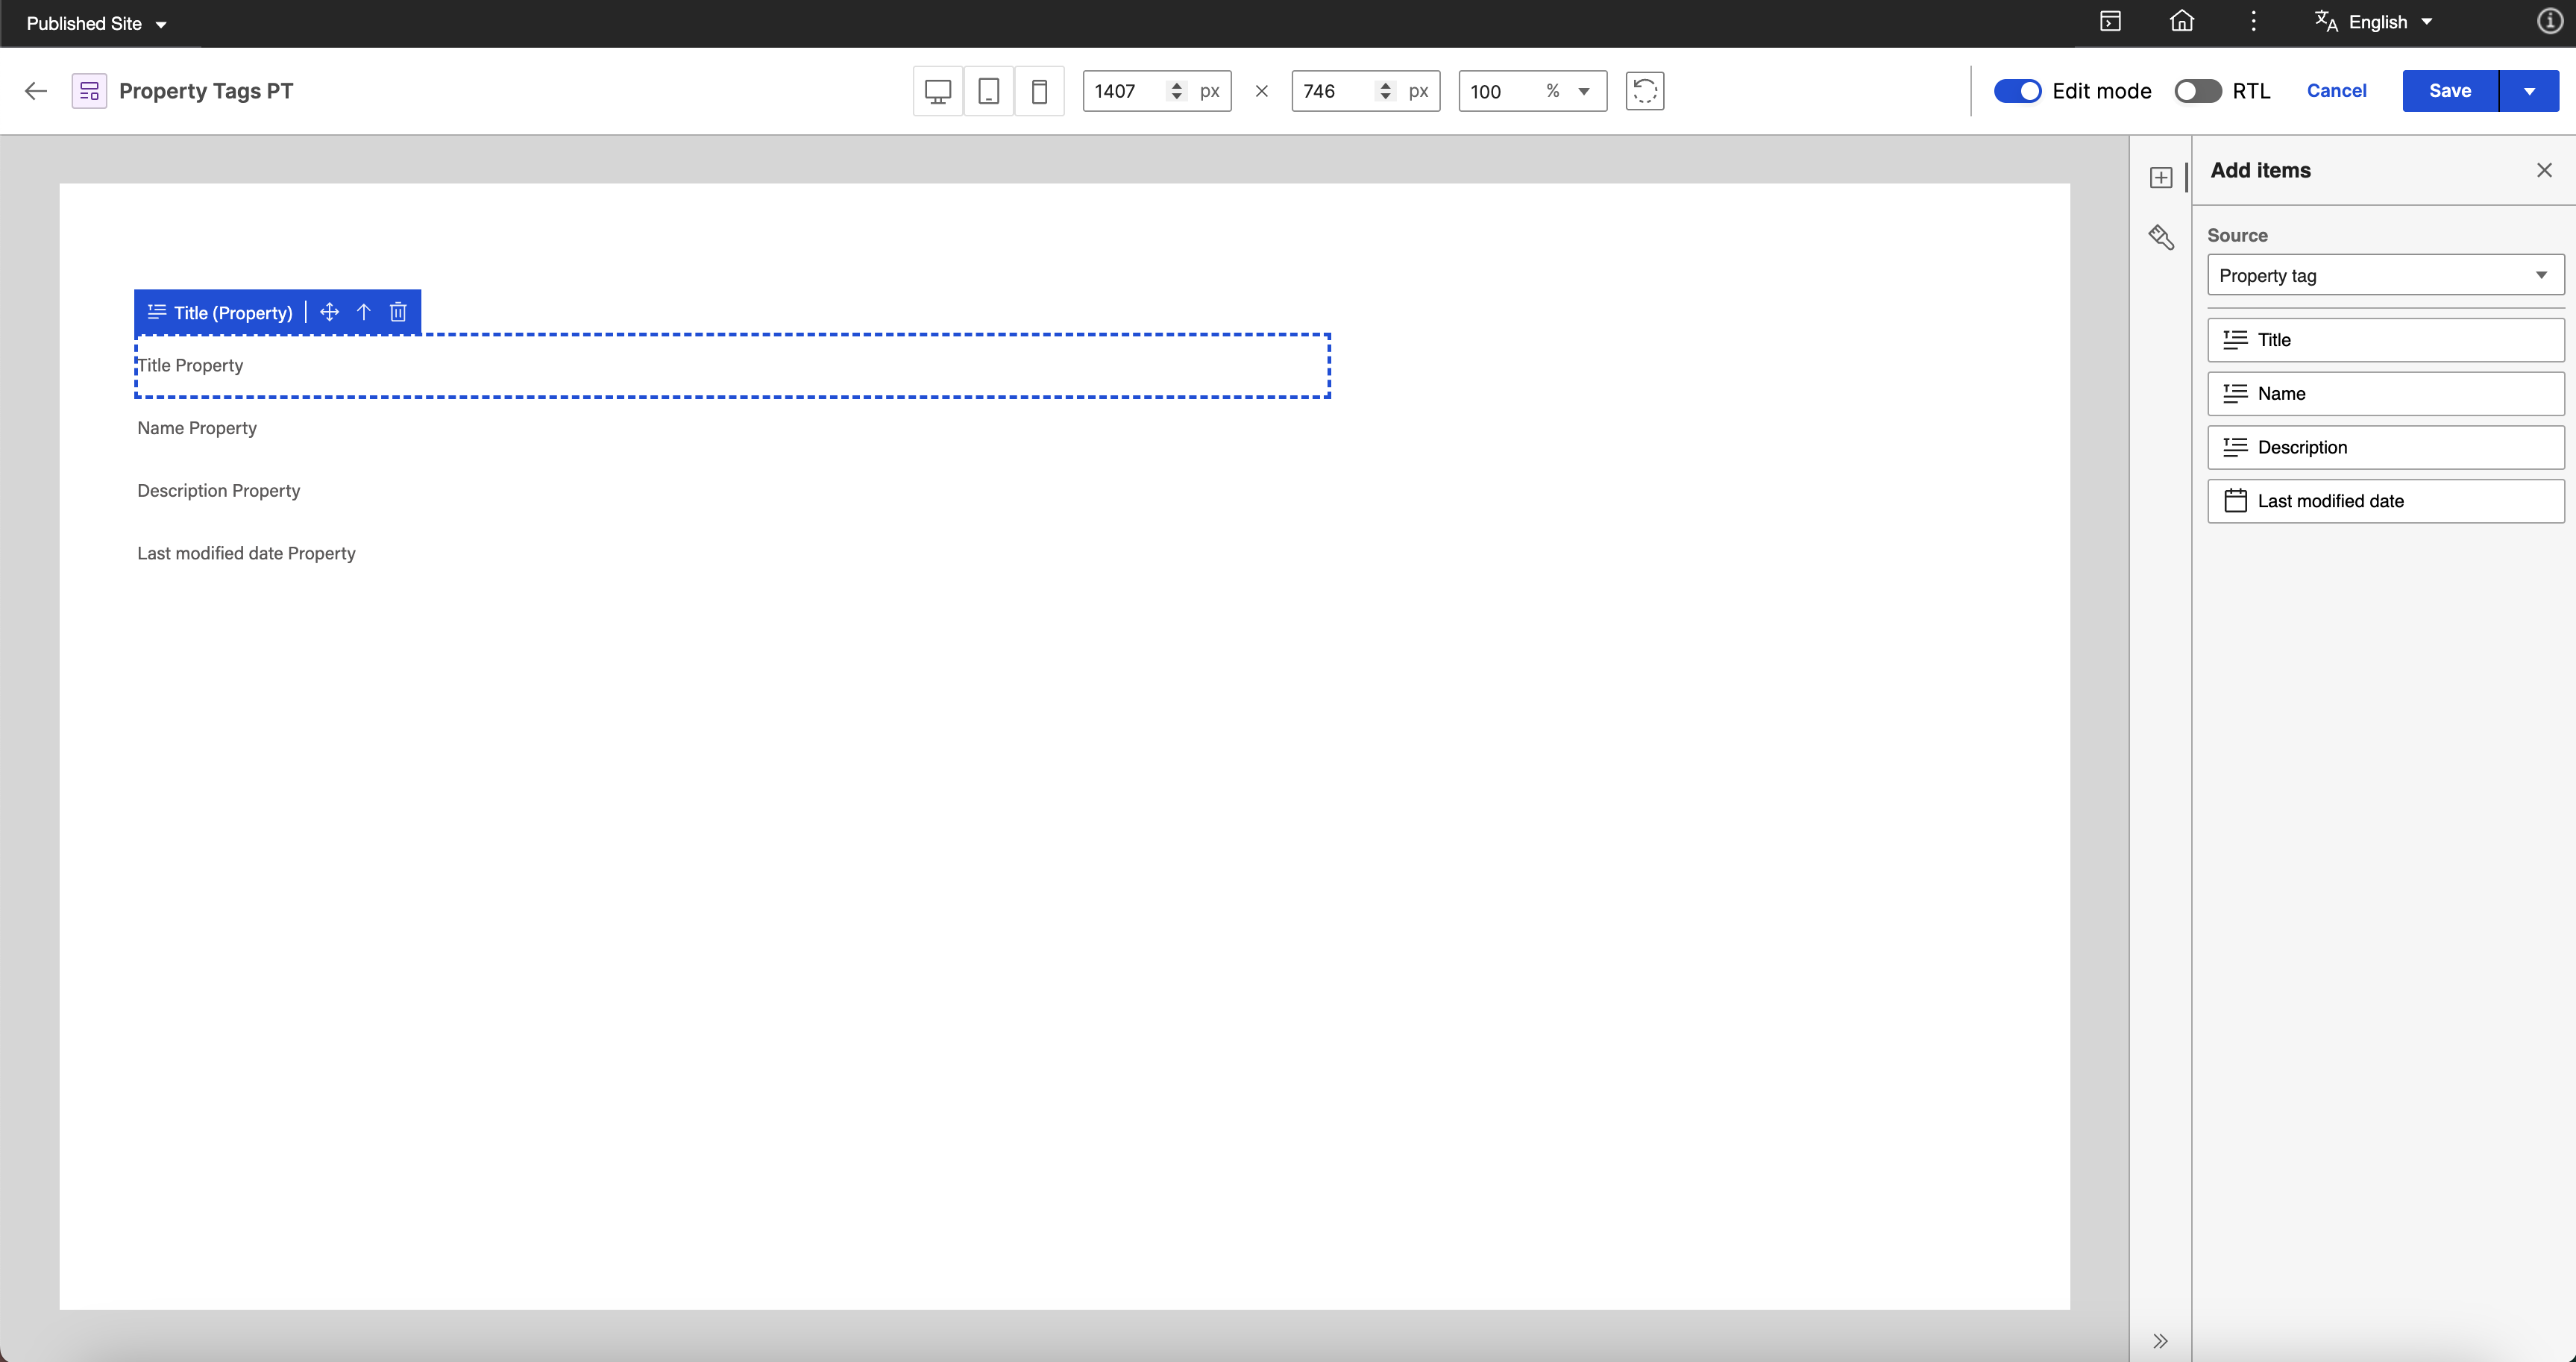 Published Site
English
Property Tags PT
1407 px × 746 px 100 %
Edit mode RTL Cancel Save
Add items
Source
Property tag
Title
Name
Description
Last modified date
Title (Property)
Title Property
Name Property
Description Property
Last modified date Property